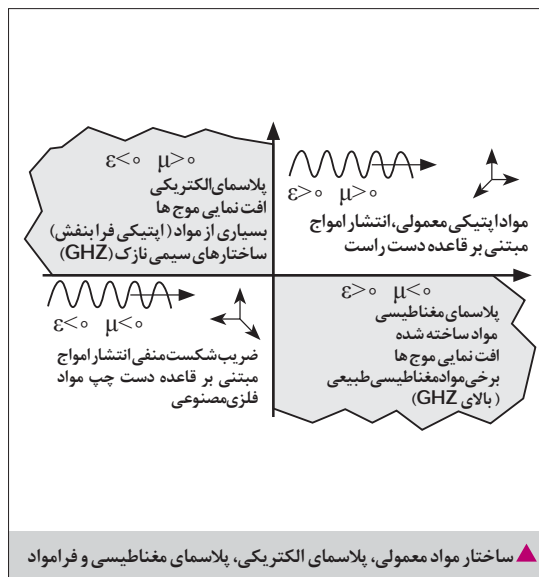 ε<۰ μ>۰
پلاسمای الکتریکی
افت نمایی موج ها
بسیاری از مواد (اپتیکی فرا بنفش)
ساختارهای سیمی نازک (GHZ)
ε>۰ μ>۰
مواد اپتیکی معمولی، انتشار امواج
مبتنی بر قاعده دست راست
ε<۰ μ<۰
ضریب شکست منفی انتشار امواج
مبتنی بر قاعده دست چپ مواد
فلزی مصنوعی
ε>۰ μ<۰
پلاسمای مغناطیسی
مواد ساخته شده
افت نمایی موج ها
برخی مواد مغناطیسی طبیعی
(بالای GHZ)
ساختار مواد معمولی، پلاسمای الکتریکی، پلاسمای مغناطیسی و فرامواد